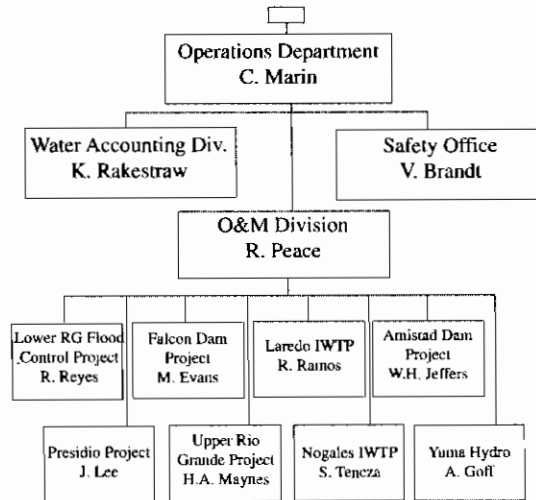 Operations Department
C. Marin
Water Accounting Div.
K. Rakestraw
Safety Office
V. Brandt
O&M Division
R. Peace
Lower RG Flood
Control Project
R. Reyes
Falcon Dam
Project
M. Evans
Laredo IWTP
R. Ramos
Amistad Dam
Project
W.H. Jeffers
Presidio Project
J. Lee
Upper Rio
Grande Project
H.A. Maynes
Nogales IWTP
S. Tencza
Yuma Hydro
A. Goff